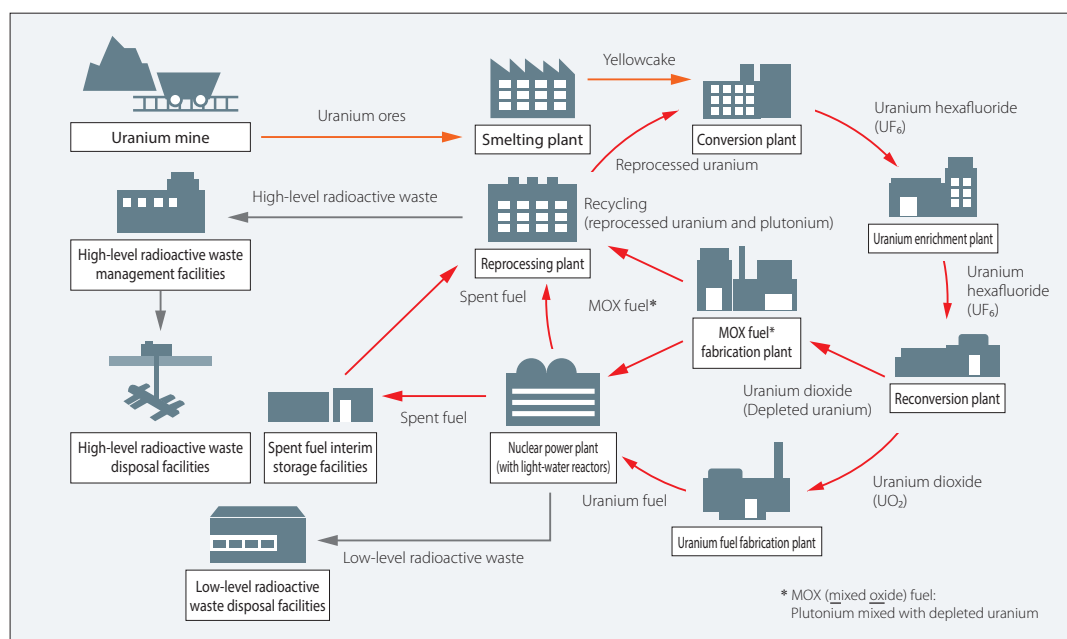 Yellowcake
Uranium ores
Uranium mine
Smelting plant
Conversion plant
Uranium hexafluoride
(UF₆)
Reprocessed uranium
High-level radioactive waste
Recycling
(reprocessed uranium and plutonium)
Uranium enrichment plant
High-level radioactive waste
management facilities
Reprocessing plant
Spent fuel
MOX fuel*
Uranium
hexafluoride
(UF₆)
MOX fuel*
fabrication plant
Uranium dioxide
(Depleted uranium)
Reconversion plant
High-level radioactive waste
disposal facilities
Spent fuel interim
storage facilities
Spent fuel
Nuclear power plant
(with light-water reactors)
Uranium fuel
Uranium dioxide
(UO₂)
Uranium fuel fabrication plant
Low-level radioactive waste
Low-level radioactive
waste disposal facilities
* MOX (mixed oxide) fuel:
Plutonium mixed with depleted uranium